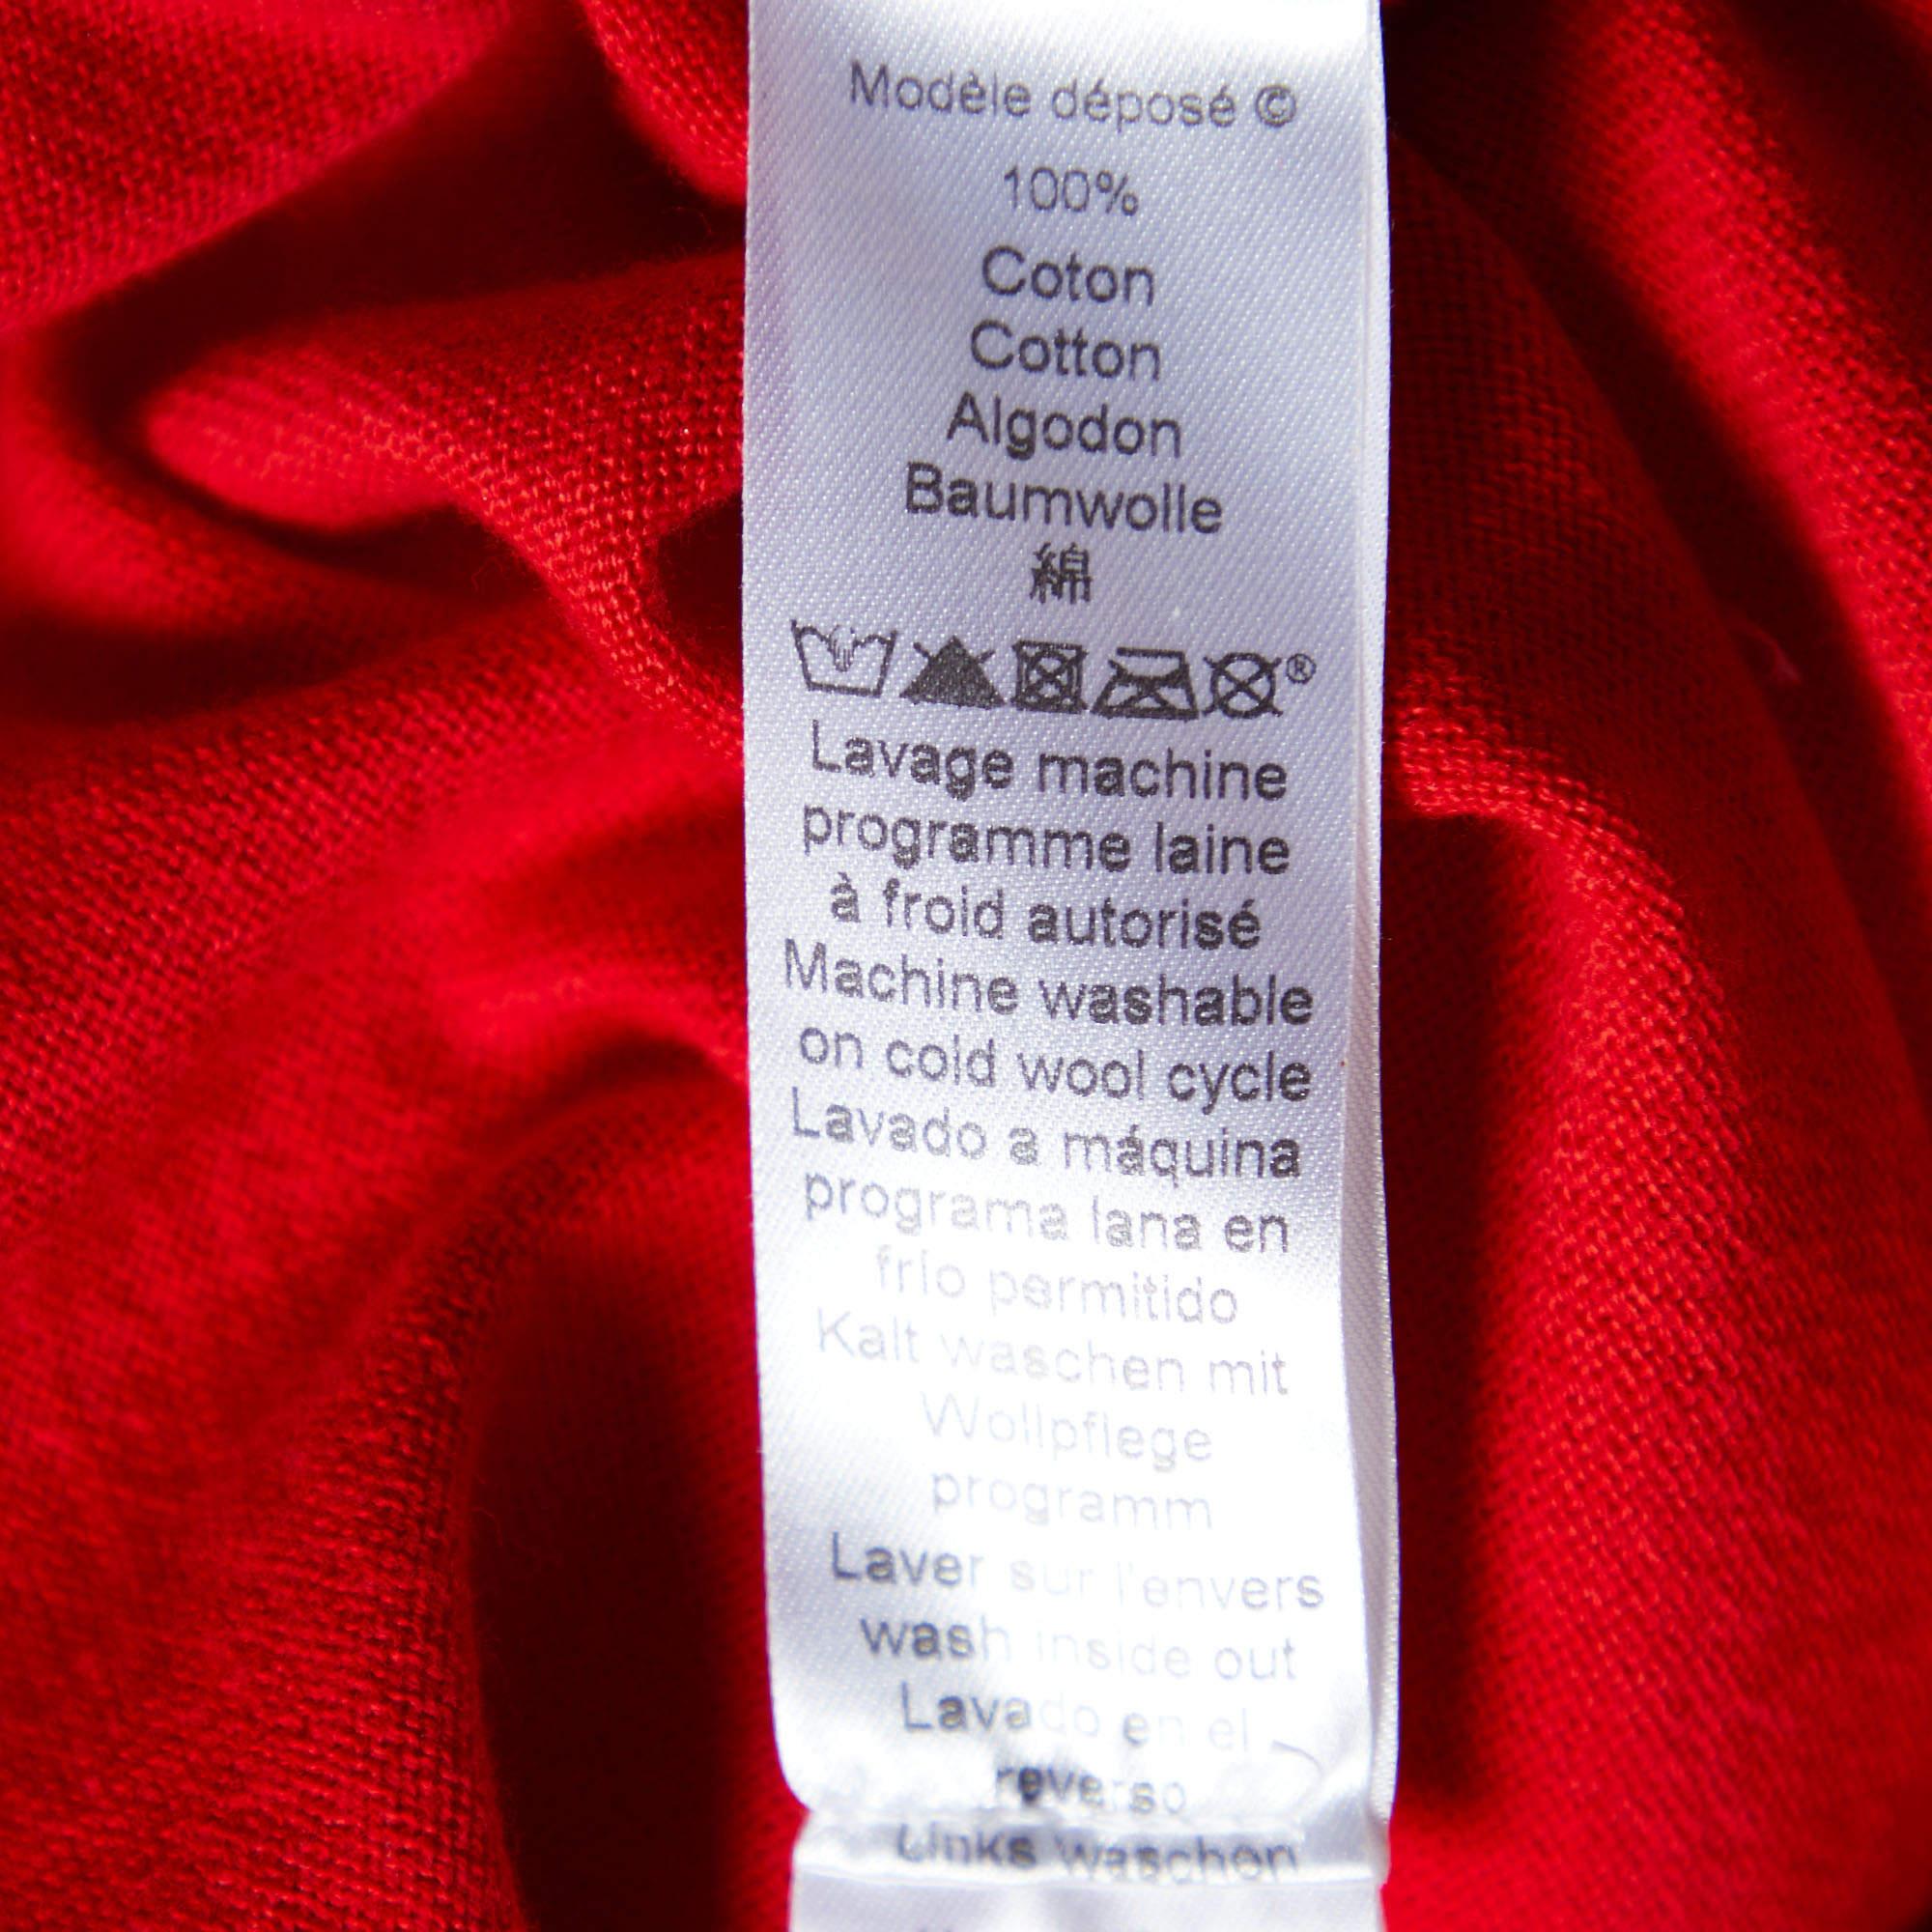 Modèle déposé ©
100%
Coton
Cotton
Algodon
Baumwolle
綿
®
Lavage machine
programme laine
à froid autorisé
Machine washable
on cold wool cycle
Lavado a máquina
programa lana en
frío permitido
Kalt waschen mit
Wollpflege
programm
Laver sur l'envers
wash inside out
Lavado en el
reverso
Links waschen